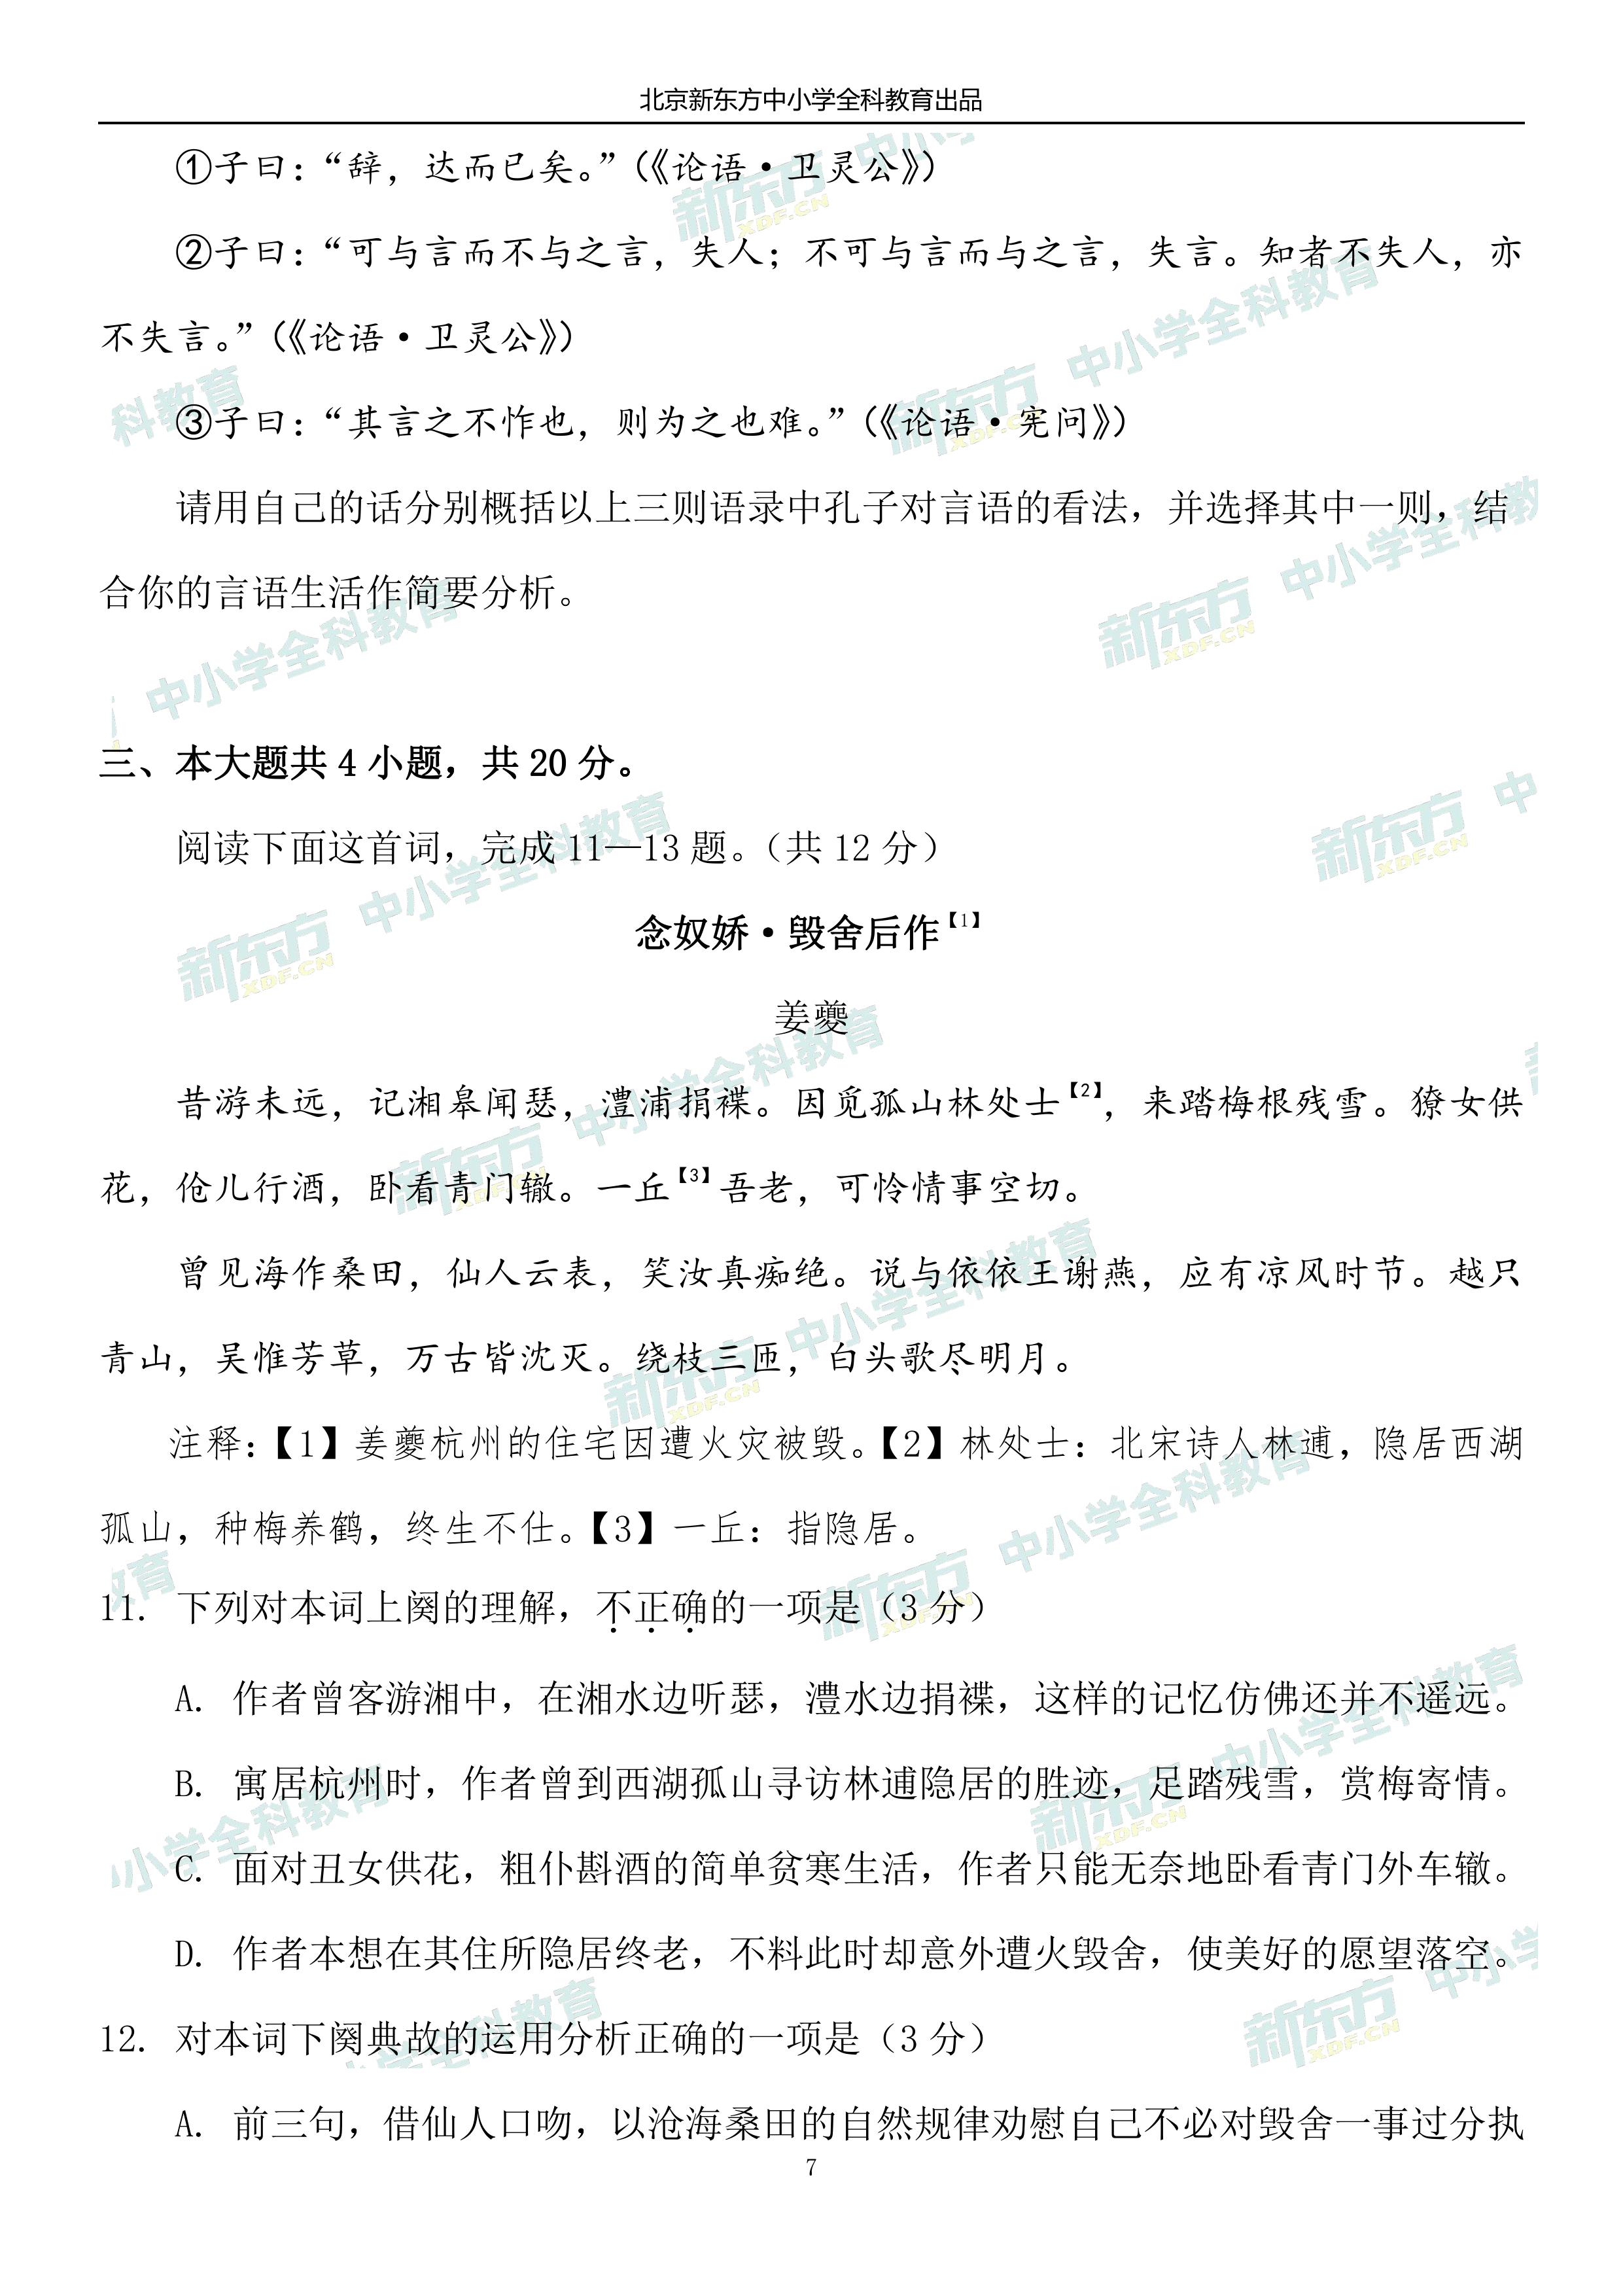 北京新东方中小学全科教育出品
①子曰：“辞，达而已矣。”（《论语·卫灵公》）
②子曰：“可与言而不与之言，失人；不可与言而与之言，失言。知者不失人，亦
不失言。”（《论语·卫灵公》）
③子曰：“其言之不怍也，则为之也难。”（《论语·宪问》）
请用自己的话分别概括以上三则语录中孔子对言语的看法，并选择其中一则，结
合你的言语生活作简要分析。
三、本大题共 4 小题，共 20 分。
阅读下面这首词，完成 11—13 题。（共 12 分）
念奴娇·毁舍后作【1】
姜夔
昔游未远，记湘皋闻瑟，澧浦捐褋。因觅孤山林处士【2】，来踏梅根残雪。獠女供
花，伧儿行酒，卧看青门辙。一丘【3】吾老，可怜情事空切。
曾见海作桑田，仙人云表，笑汝真痴绝。说与依依王谢燕，应有凉风时节。越只
青山，吴惟芳草，万古皆沈灭。绕枝三匝，白头歌尽明月。
注释：【1】姜夔杭州的住宅因遭火灾被毁。【2】林处士：北宋诗人林逋，隐居西湖
孤山，种梅养鹤，终生不仕。【3】一丘：指隐居。
11. 下列对本词上阕的理解，不正确的一项是（3 分）
A. 作者曾客游湘中，在湘水边听瑟，澧水边捐褋，这样的记忆仿佛还并不遥远。
B. 寓居杭州时，作者曾到西湖孤山寻访林逋隐居的胜迹，足踏残雪，赏梅寄情。
C. 面对丑女供花，粗仆斟酒的简单贫寒生活，作者只能无奈地卧看青门外车辙。
D. 作者本想在其住所隐居终老，不料此时却意外遭火毁舍，使美好的愿望落空。
12. 对本词下阕典故的运用分析正确的一项是（3 分）
A. 前三句，借仙人口吻，以沧海桑田的自然规律劝慰自己不必对毁舍一事过分执
7
新东方 XDF.CN 中小学全科教育